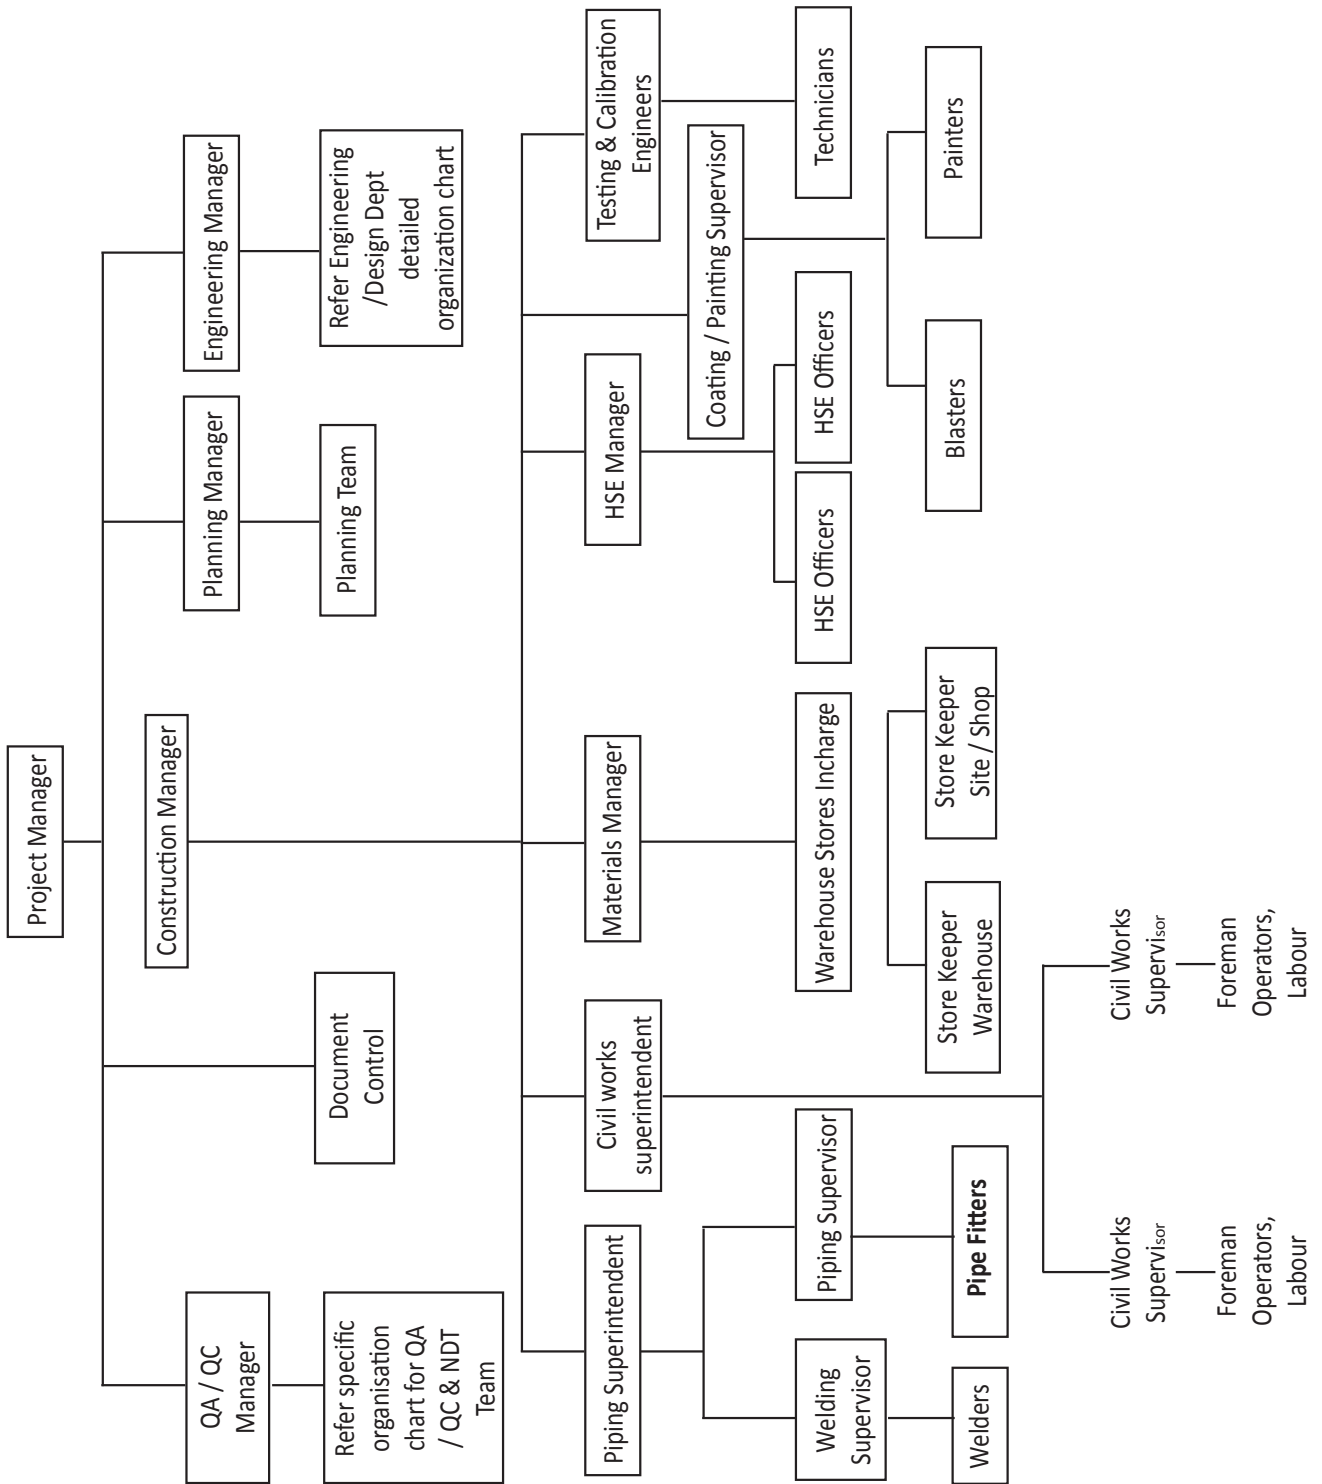 Project Manager
QA / QC
Manager
Document
Control
Construction Manager
Planning Manager
Engineering Manager
Refer specific
organisation
chart for QA
/ QC & NDT
Team
Planning Team
Refer Engineering
/Design Dept
detailed
organization chart
Piping Superintendent
Civil works
superintendent
Materials Manager
HSE Manager
Coating / Painting Supervisor
Testing & Calibration
Engineers
Welding
Supervisor
Piping Supervisor
Warehouse Stores Incharge
HSE Officers
HSE Officers
Technicians
Welders
Pipe Fitters
Store Keeper
Warehouse
Store Keeper
Site / Shop
Blasters
Painters
Civil Works
Supervisor
Foreman
Operators,
Labour
Civil Works
Supervisor
Foreman
Operators,
Labour